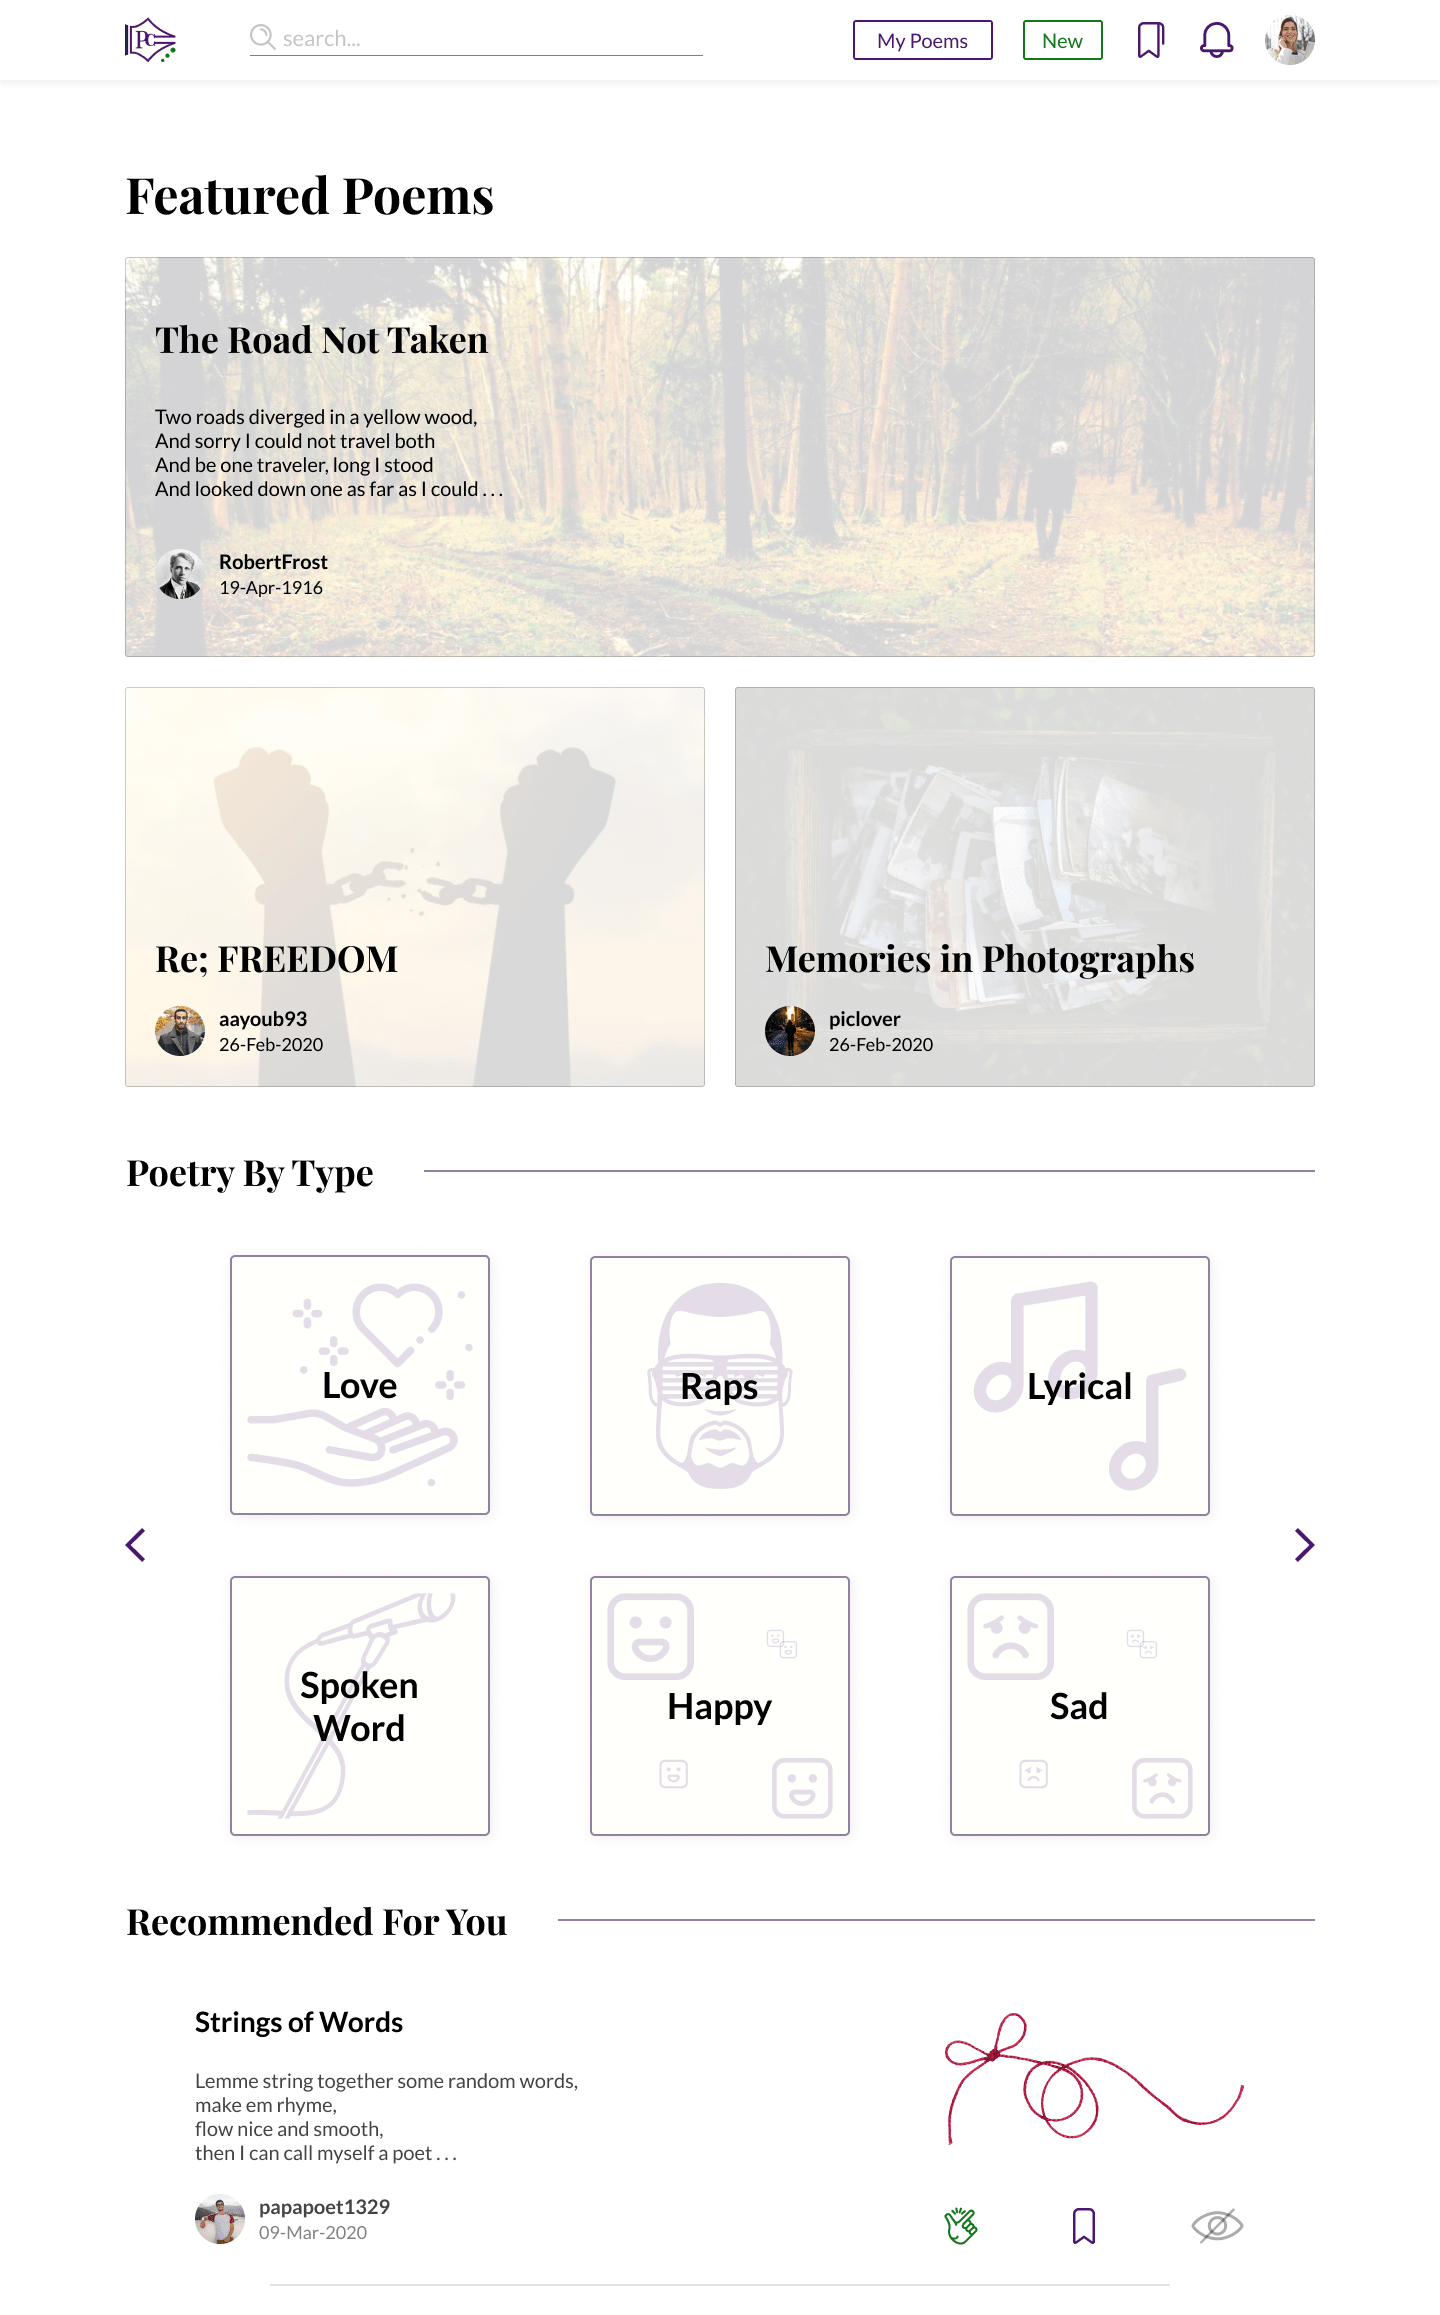 PC
search...
My Poems
New
Featured Poems
The Road Not Taken
Two roads diverged in a yellow wood,
And sorry I could not travel both
And be one traveler, long I stood
And looked down one as far as I could . . .
RobertFrost
19-Apr-1916
Re; FREEDOM
aayoub93
26-Feb-2020
Memories in Photographs
piclover
26-Feb-2020
Poetry By Type
Love
Raps
Lyrical
Spoken
Word
Happy
Sad
Recommended For You
Strings of Words
Lemme string together some random words,
make em rhyme,
flow nice and smooth,
then I can call myself a poet . . .
papapoet1329
09-Mar-2020